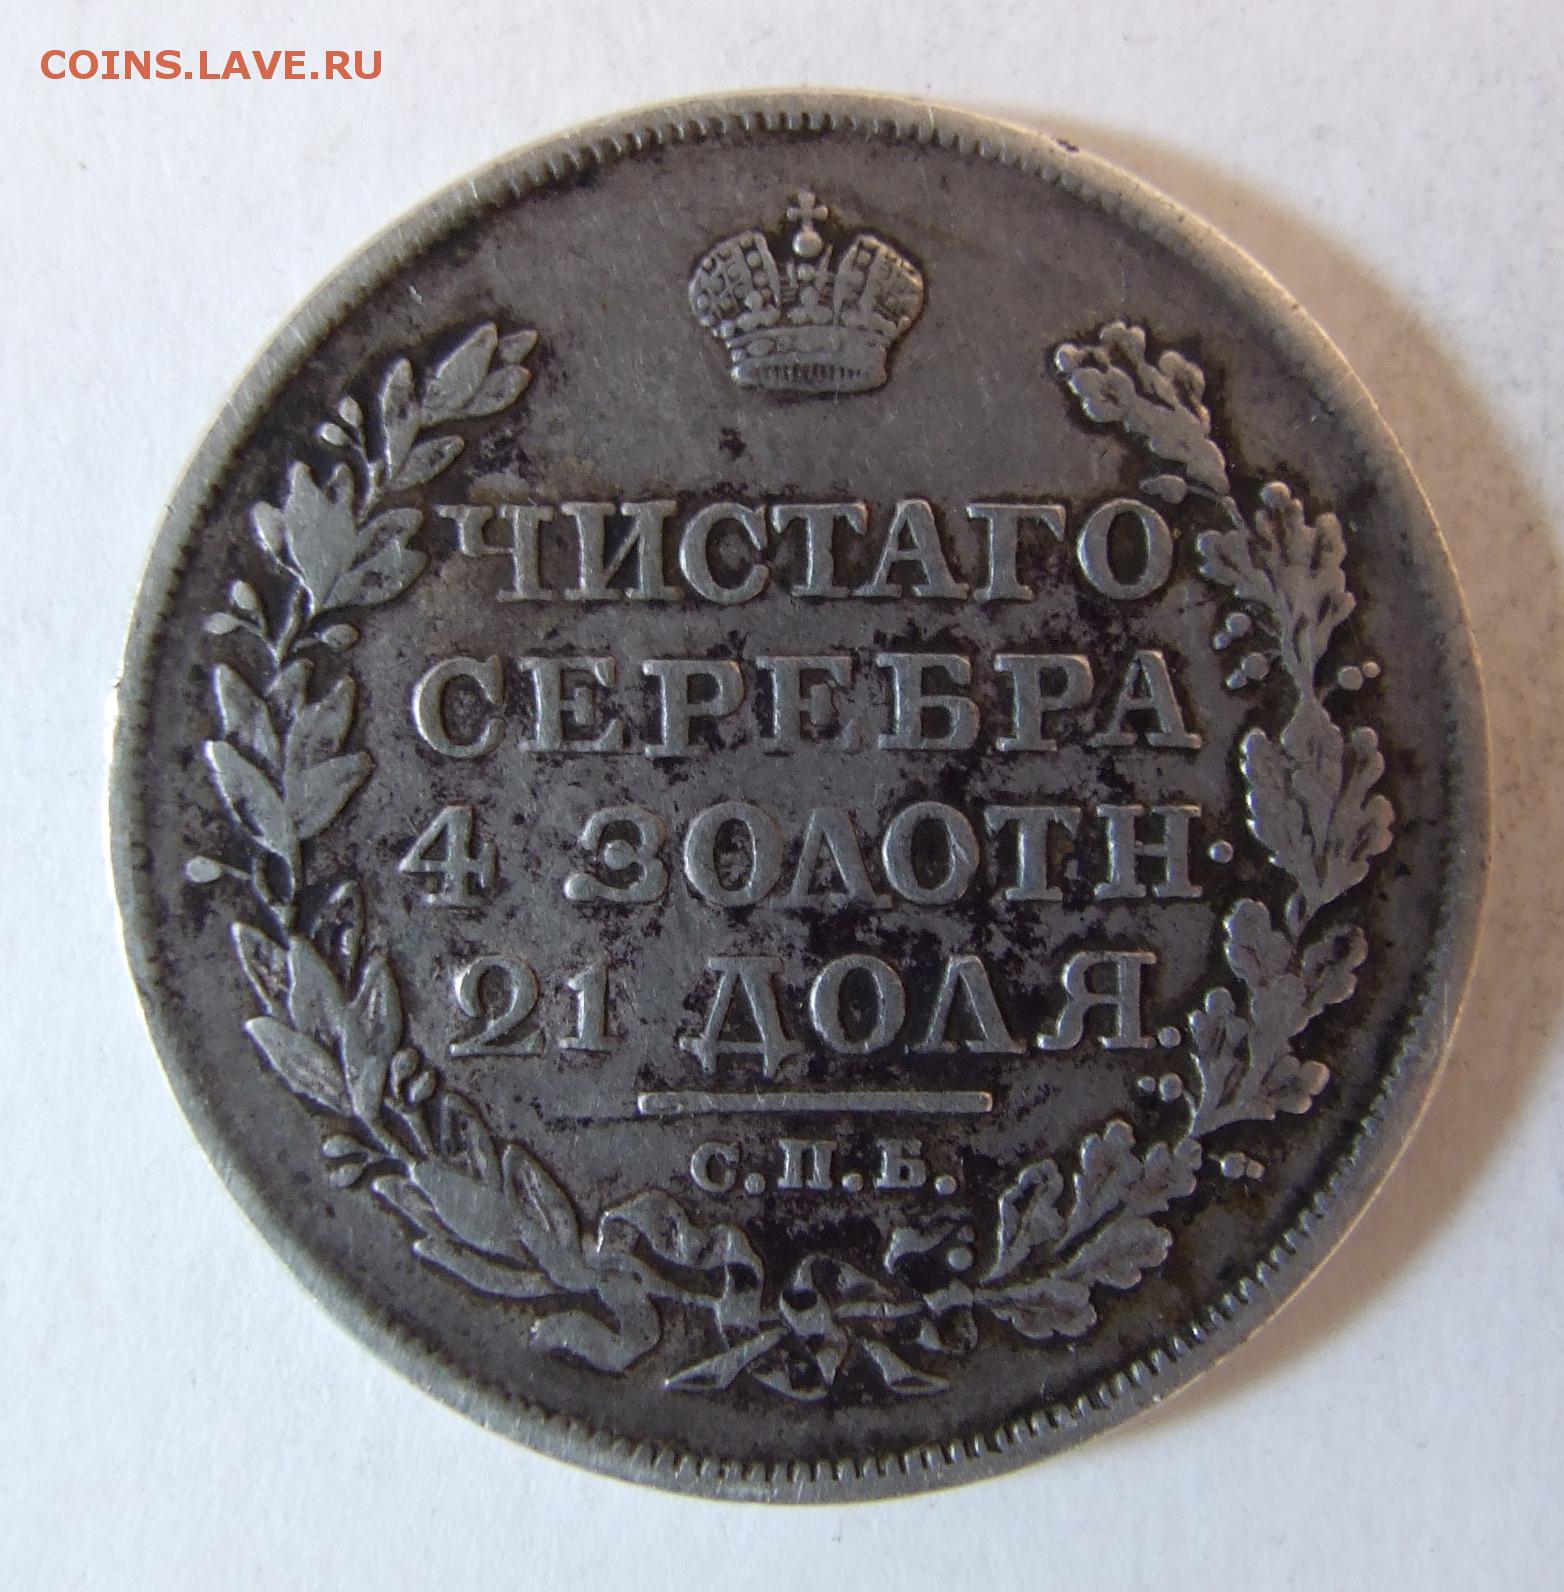 COINS.LAVE.RU
ЧИСТАГО
СЕРЕБРА
4 ЗОЛОТН.
21 ДОЛЯ.
С.П.Б.